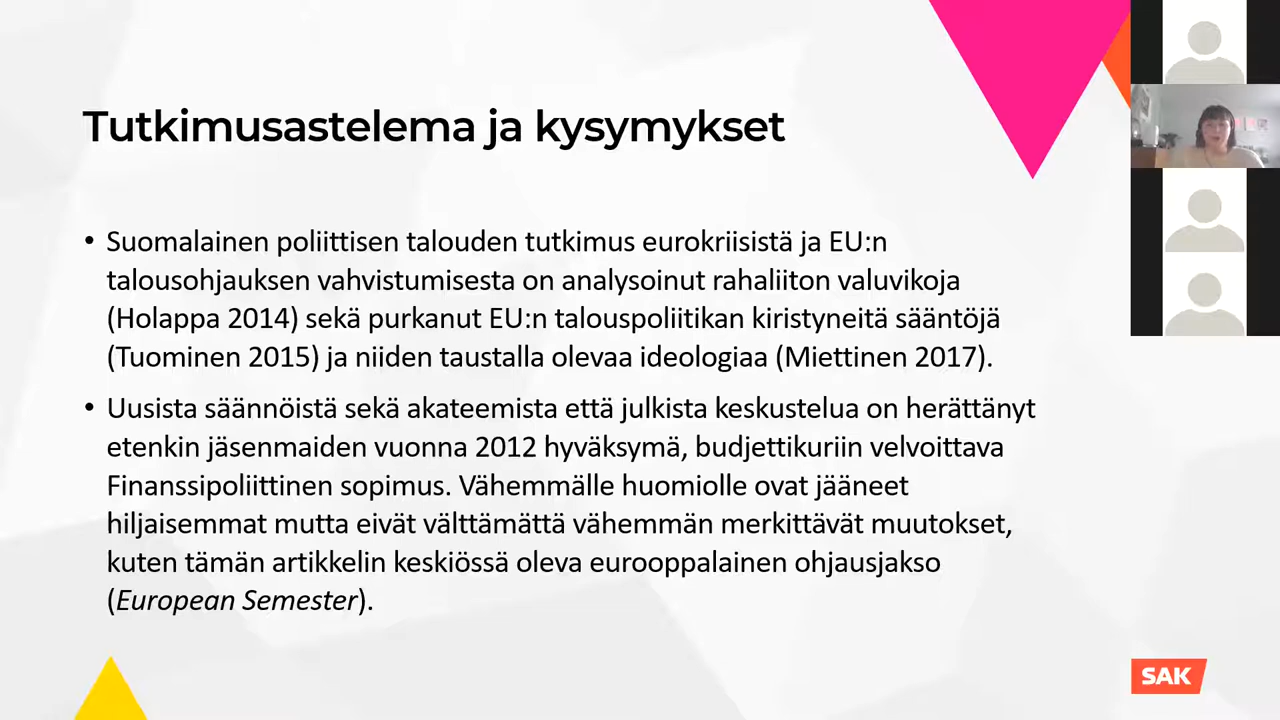 Tutkimusastelema ja kysymykset
• Suomalainen poliittisen talouden tutkimus eurokriisistä ja EU:n
talousohjauksen vahvistumisesta on analysoinut rahaliiton valuvikoja
(Holappa 2014) sekä purkanut EU:n talouspoliitikan kiristyneitä sääntöjä
(Tuominen 2015) ja niiden taustalla olevaa ideologiaa (Miettinen 2017).
• Uusista säännöistä sekä akateemista että julkista keskustelua on herättänyt
etenkin jäsenmaiden vuonna 2012 hyväksymä, budjettikuriin velvoittava
Finanssipoliittinen sopimus. Vähemmälle huomiolle ovat jääneet
hiljaisemmat mutta eivät välttämättä vähemmän merkittävät muutokset,
kuten tämän artikkelin keskiössä oleva eurooppalainen ohjausjakso
(European Semester).
SAK